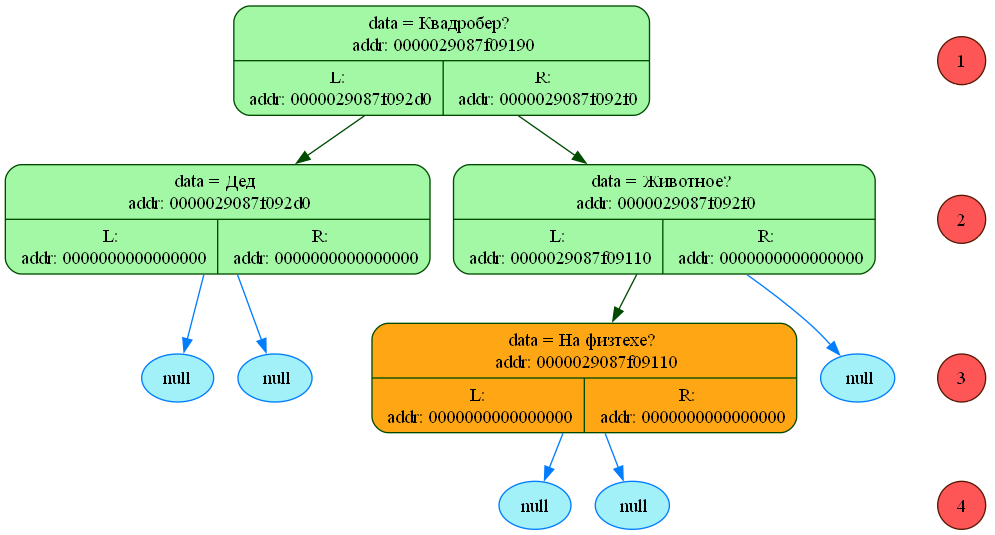 data = Квадробер?
addr: 0000029087f09190
L:
addr: 0000029087f092d0
R:
addr: 0000029087f092f0
1
data = Дед
addr: 0000029087f092d0
L:
addr: 0000000000000000
R:
addr: 0000000000000000
data = Животное?
addr: 0000029087f092f0
L:
addr: 0000029087f09110
R:
addr: 0000000000000000
2
null
null
data = На физтехе?
addr: 0000029087f09110
L:
addr: 0000000000000000
R:
addr: 0000000000000000
null
3
null
null
4